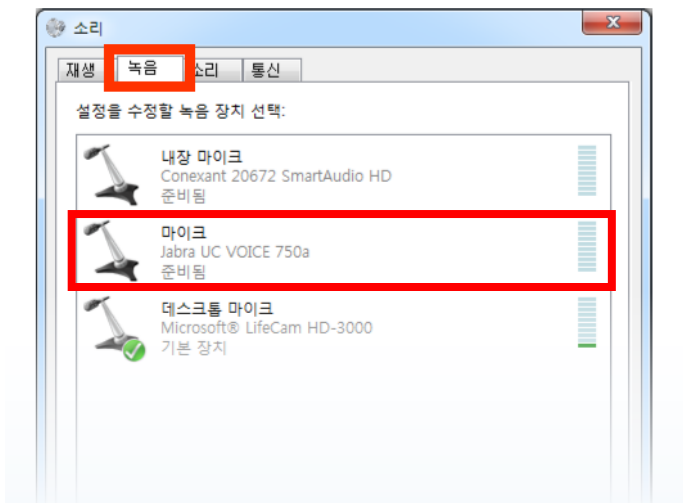 소리
재생 녹음 소리 통신
설정을 수정할 녹음 장치 선택:
내장 마이크
Conexant 20672 SmartAudio HD
준비됨
마이크
Jabra UC VOICE 750a
준비됨
데스크톱 마이크
Microsoft® LifeCam HD-3000
기본 장치